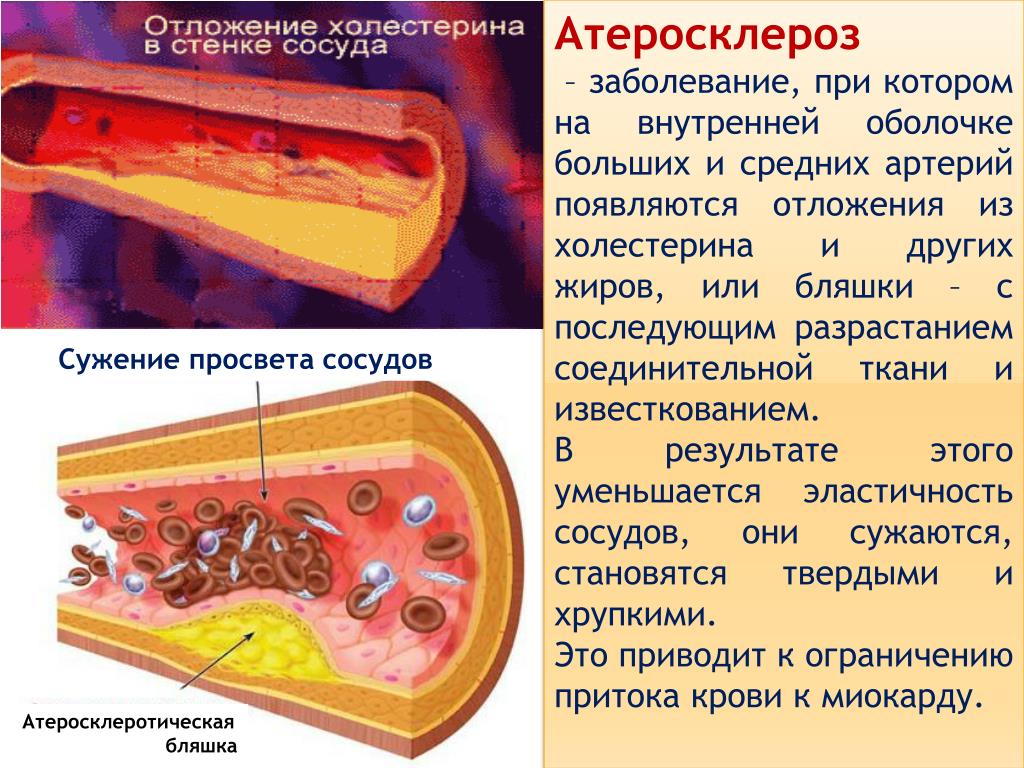 Отложение холестерина
в стенке сосуда
Сужение просвета сосудов
Атеросклеротическая
бляшка
Атеросклероз
– заболевание, при котором
на внутренней оболочке
больших и средних артерий
появляются отложения из
холестерина и других
жиров, или бляшки – с
последующим разрастанием
соединительной ткани и
известкованием.
В результате этого
уменьшается эластичность
сосудов, они сужаются,
становятся твердыми и
хрупкими.
Это приводит к ограничению
притока крови к миокарду.